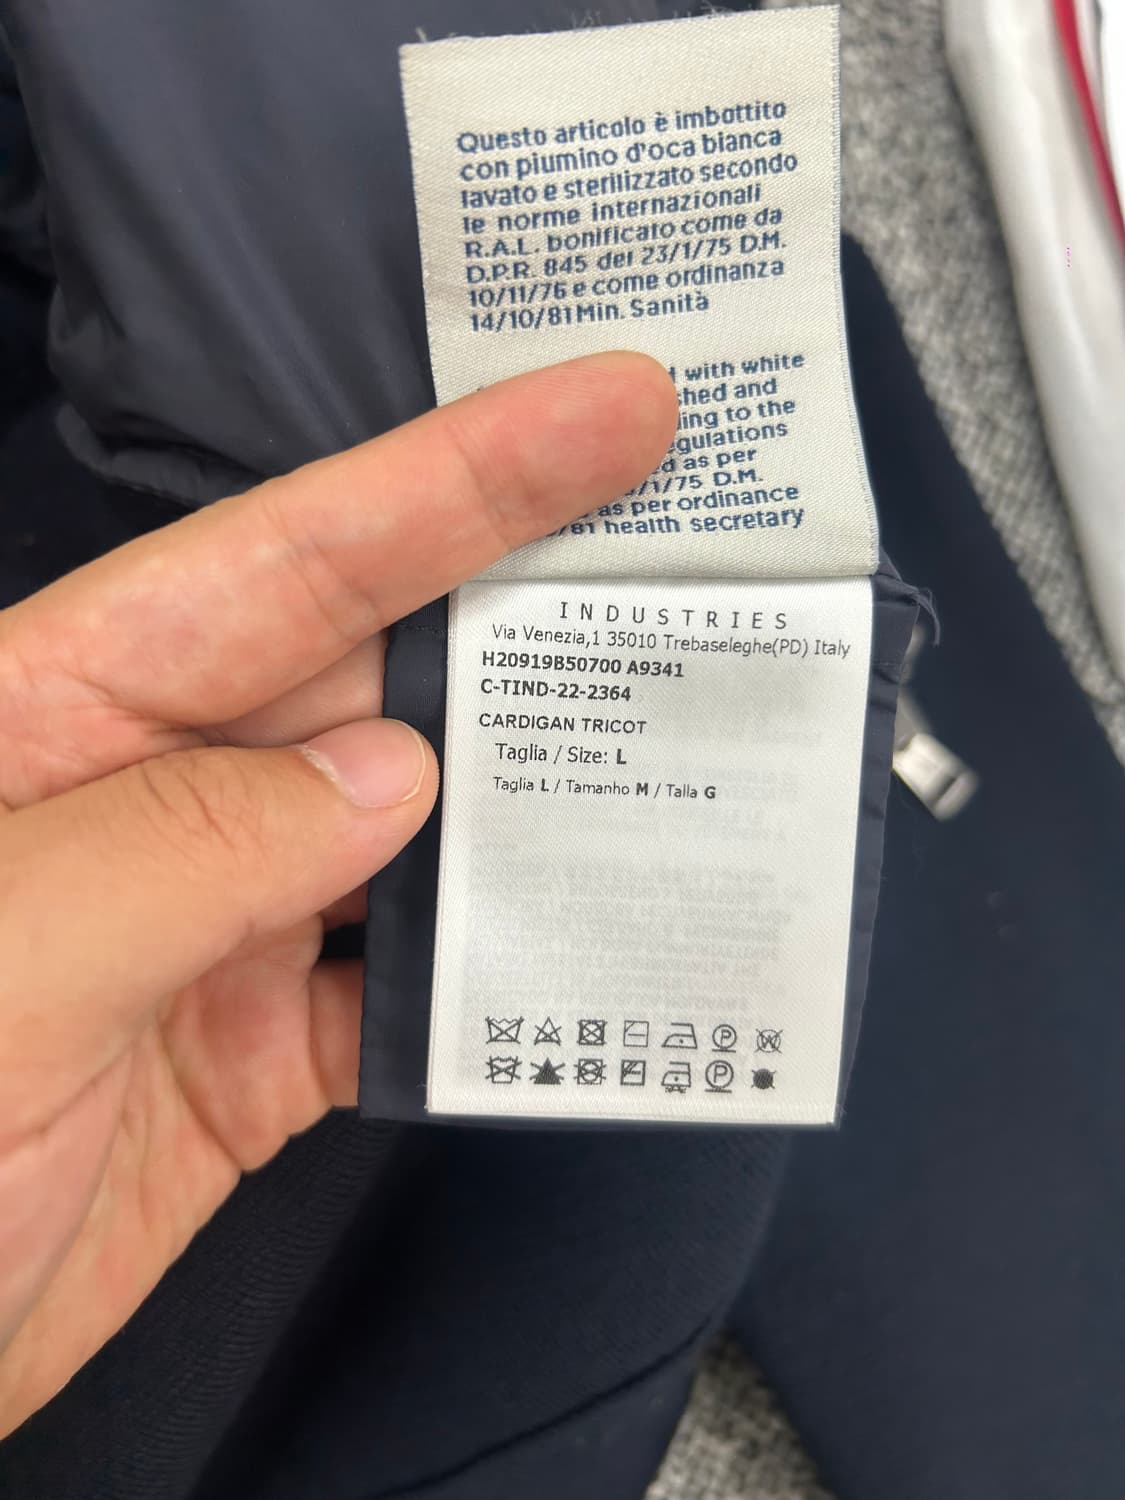 Questo articolo è imbottito
con piumino d'oca bianca
lavato e sterilizzato secondo
le norme internazionali
R.A.L. bonificato come da
D.P.R. 845 del 23/1/75 D.M.
10/11/76 e come ordinanza
14/10/81 Min. Sanità
with white
and
to the
as per
/1/75 D.M.
as per ordinance
/81 health secretary
INDUSTRIES
Via Venezia,1 35010 Trebaseleghe(PD) Italy
H20919B50700 A9341
C-TIND-22-2364
CARDIGAN TRICOT
Taglia / Size: L
Taglia L / Tamanho M / Talla G